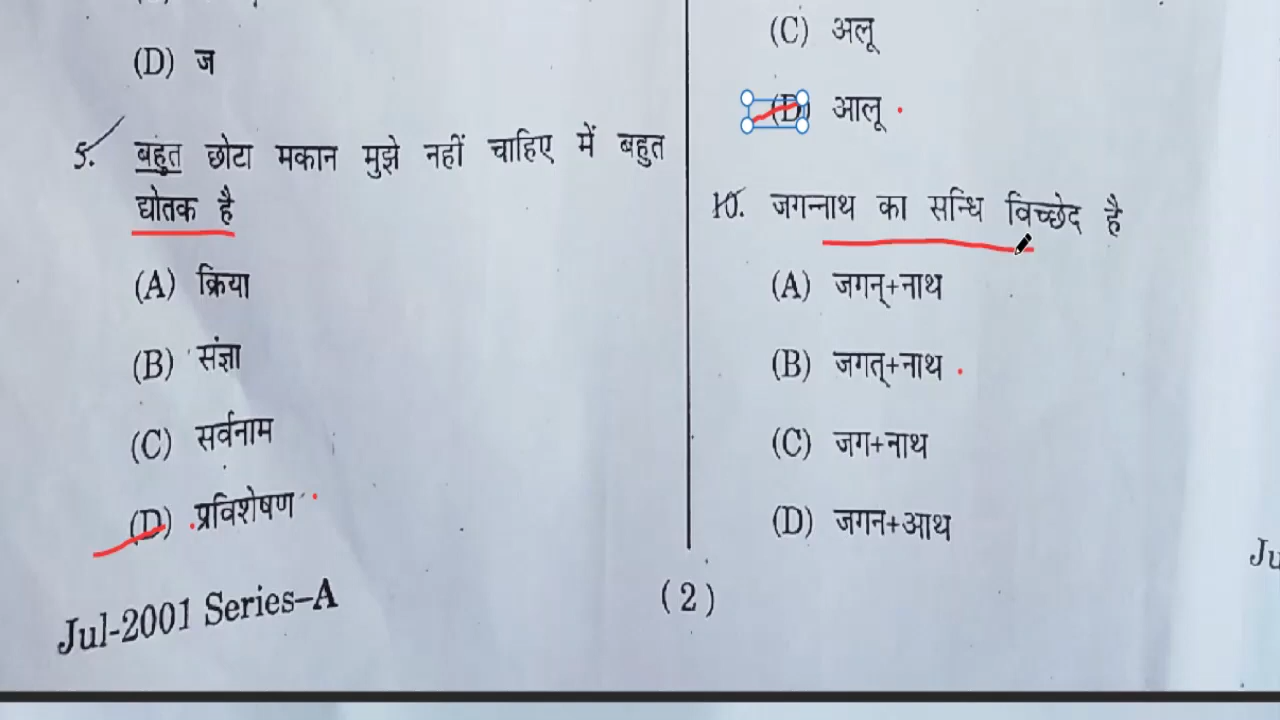 (D) ज
5. बहुत छोटा मकान मुझे नहीं चाहिए में बहुत
द्योतक है
(A) क्रिया
(B) संज्ञा
(C) सर्वनाम
(D) प्रविशेषण
Jul-2001 Series–A
(C) अलू
(D) आलू
10. जगन्नाथ का सन्धि विच्छेद है
(A) जगन्+नाथ
(B) जगत्+नाथ
(C) जग+नाथ
(D) जगन+आथ
(2)
Ju